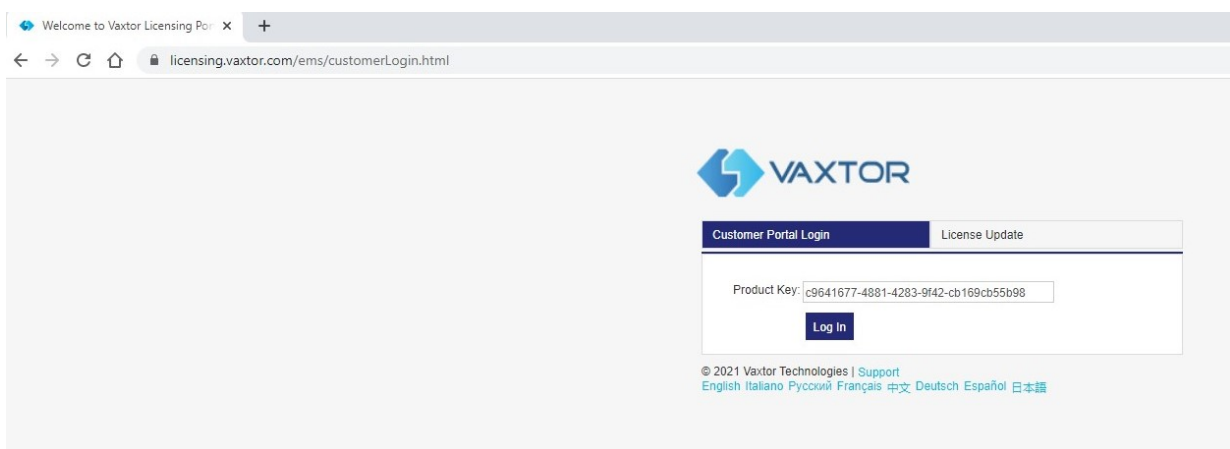 Welcome to Vaxtor Licensing Por
licensing.vaxtor.com/ems/customerLogin.html
VAXTOR
Customer Portal Login License Update
Product Key: c9641677-4881-4283-9f42-cb169cb55b98
Log In
© 2021 Vaxtor Technologies | Support
English Italiano Русский Français 中文 Deutsch Español 日本語